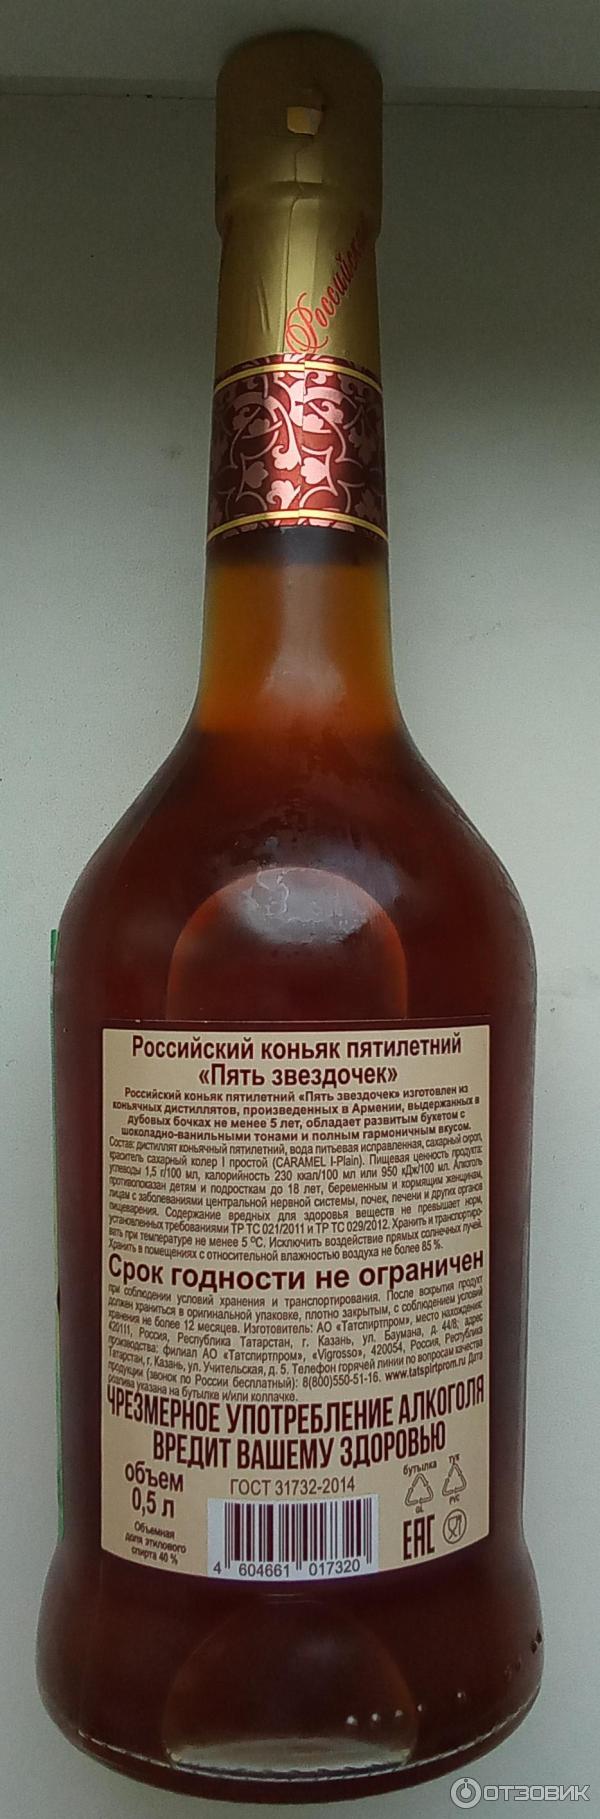 Российский
Российский коньяк пятилетний
«Пять звездочек»
Российский коньяк пятилетний «Пять звездочек» изготовлен из
коньячных дистиллятов, произведенных в Армении, выдержанных в
дубовых бочках не менее 5 лет, обладает развитым букетом с
шоколадно-ванильными тонами и полным гармоничным вкусом.
Состав: дистиллят коньячный пятилетний, вода питьевая исправленная, сахарный сироп,
краситель сахарный колер I простой (CARAMEL I-Plain). Пищевая ценность продукта:
углеводы 1,5 г/100 мл, калорийность 230 ккал/100 мл или 950 кДж/100 мл. Алкоголь
противопоказан детям и подросткам до 18 лет, беременным и кормящим женщинам,
лицам с заболеваниями центральной нервной системы, почек, печени и других органов
пищеварения. Содержание вредных для здоровья веществ не превышает норм,
установленных требованиями ТР ТС 021/2011 и ТР ТС 029/2012. Хранить и транспортиро-
вать при температуре не менее 5 °С. Исключить воздействие прямых солнечных лучей.
Хранить в помещениях с относительной влажностью воздуха не более 85 %.
Срок годности не ограничен
при соблюдении условий хранения и транспортирования. После вскрытия продукт
должен храниться в оригинальной упаковке, плотно закрытым, с соблюдением условий
хранения не более 12 месяцев. Изготовитель: АО «Татспиртпром», место нахождения:
420111, Россия, Республика Татарстан, г. Казань, ул. Баумана, д. 44/8; адрес
производства: филиал АО «Татспиртпром», «Vigrosso», 420054, Россия, Республика
Татарстан, г. Казань, ул. Учительская, д. 5. Телефон горячей линии по вопросам качества
продукции (звонок по России бесплатный): 8(800)550-51-16. www.tatspirtprom.ru Дата
розлива указана на бутылке и/или колпачке.
ЧРЕЗМЕРНОЕ УПОТРЕБЛЕНИЕ АЛКОГОЛЯ
ВРЕДИТ ВАШЕМУ ЗДОРОВЬЮ
объем
0,5 л
Объемная
доля этилового
спирта 40 %
ГОСТ 31732-2014
4 604661 017320
бутылка
GL
тук
PVC
EAC
ОТЗОВИК